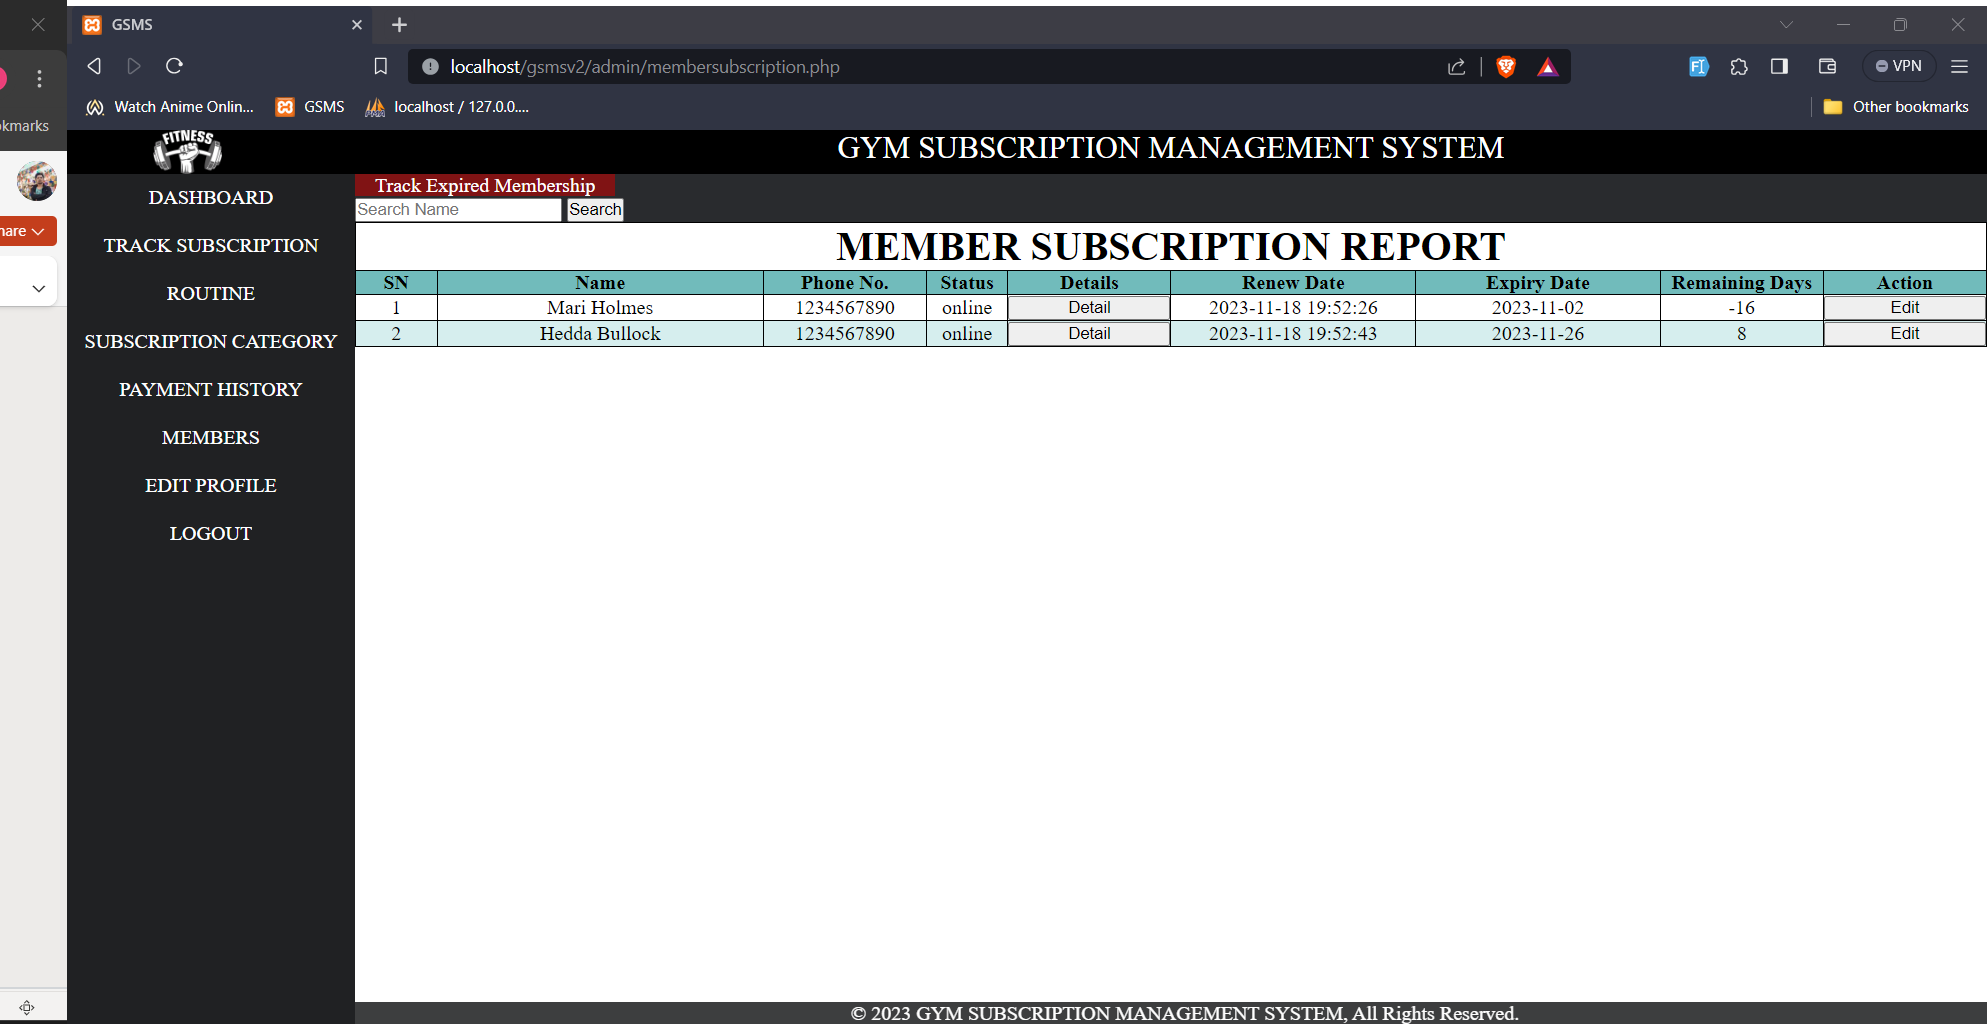 GSMS
localhost/gsmsv2/admin/membersubscription.php
VPN
okmarks
Watch Anime Onlin...
GSMS
localhost / 127.0.0....
Other bookmarks
FITNESS
GYM SUBSCRIPTION MANAGEMENT SYSTEM
hare
DASHBOARD
TRACK SUBSCRIPTION
ROUTINE
SUBSCRIPTION CATEGORY
PAYMENT HISTORY
MEMBERS
EDIT PROFILE
LOGOUT
Track Expired Membership
Search Name Search
MEMBER SUBSCRIPTION REPORT
SN Name Phone No. Status Details Renew Date Expiry Date Remaining Days Action
1 Mari Holmes 1234567890 online Detail 2023-11-18 19:52:26 2023-11-02 -16 Edit
2 Hedda Bullock 1234567890 online Detail 2023-11-18 19:52:43 2023-11-26 8 Edit
© 2023 GYM SUBSCRIPTION MANAGEMENT SYSTEM, All Rights Reserved.